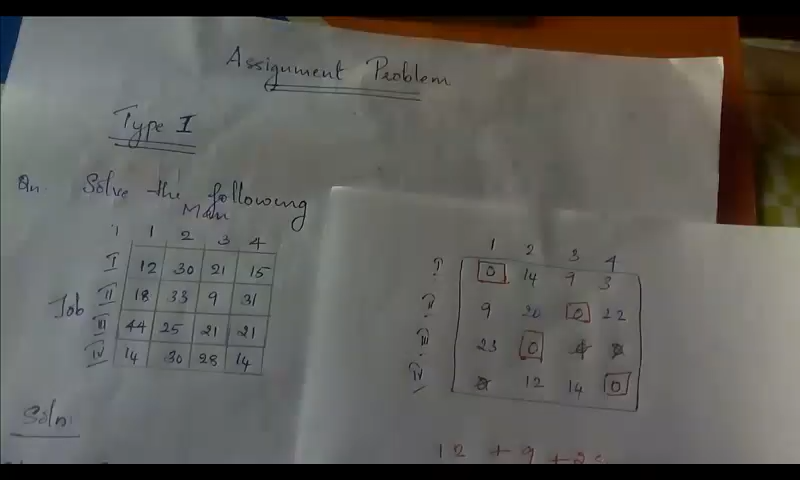 Assignment Problem
Type I
Qn. Solve the following
Man
1 2 3 4
I 12 30 21 15
II 18 33 9 31
Job
III 44 25 21 21
IV 14 30 28 14
Soln:
1 2 3 4
I 0 14 9 3
II 9 20 0 22
III 23 0
IV 12 14 0
12 + 9 +